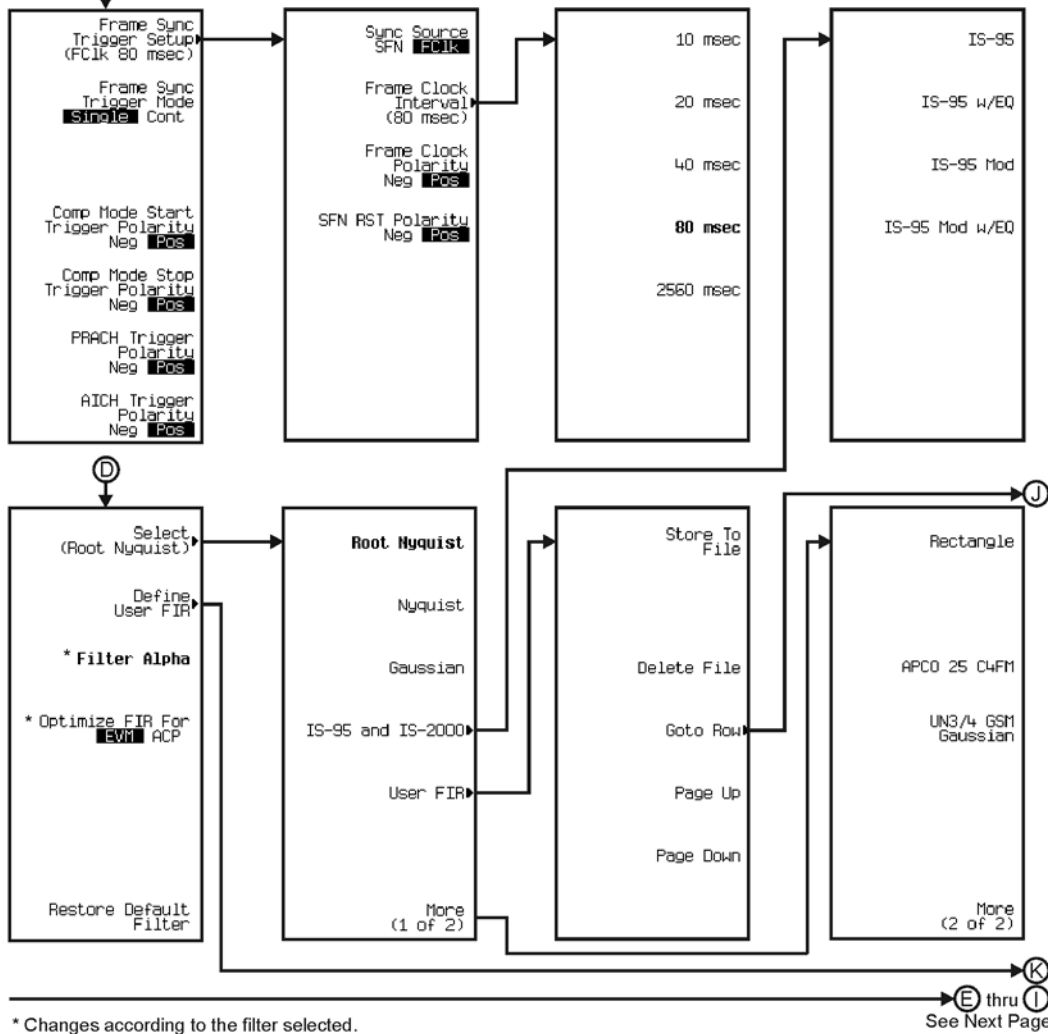 Frame Sync
Trigger Setup
(FClk 80 msec)
Frame Sync
Trigger Mode
Single Cont
Comp Mode Start
Trigger Polarity
Neg Pos
Comp Mode Stop
Trigger Polarity
Neg Pos
PRACH Trigger
Polarity
Neg Pos
AICH Trigger
Polarity
Neg Pos
Sync Source
SFN FClk
Frame Clock
Interval
(80 msec)
Frame Clock
Polarity
Neg Pos
SFN RST Polarity
Neg Pos
10 msec
20 msec
40 msec
80 msec
2560 msec
IS-95
IS-95 w/EQ
IS-95 Mod
IS-95 Mod w/EQ
D
Select
(Root Nyquist)
Define
User FIR
* Filter Alpha
* Optimize FIR For
EVM ACP
Restore Default
Filter
Root Nyquist
Nyquist
Gaussian
IS-95 and IS-2000
User FIR
More
(1 of 2)
Store To
File
Delete File
Goto Row
Page Up
Page Down
J
Rectangle
APCO 25 C4FM
UN3/4 GSM
Gaussian
More
(2 of 2)
K
E thru I
See Next Page
* Changes according to the filter selected.